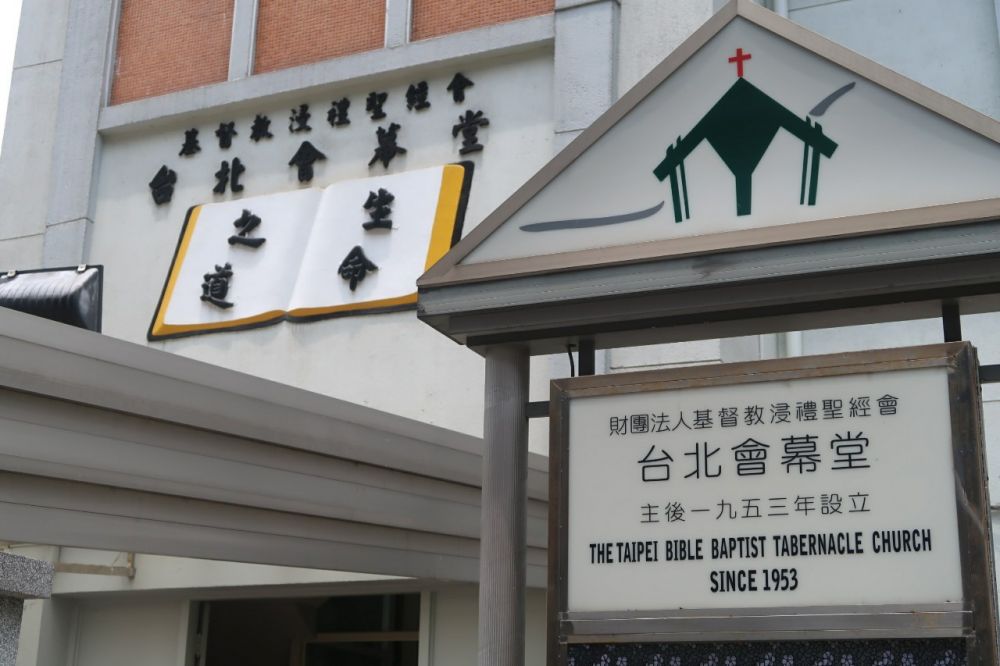 基督教浸禮聖經會
台北會幕堂
生命
之道
財團法人基督教浸禮聖經會
台北會幕堂
主後一九五三年設立
THE TAIPEI BIBLE BAPTIST TABERNACLE CHURCH
SINCE 1953